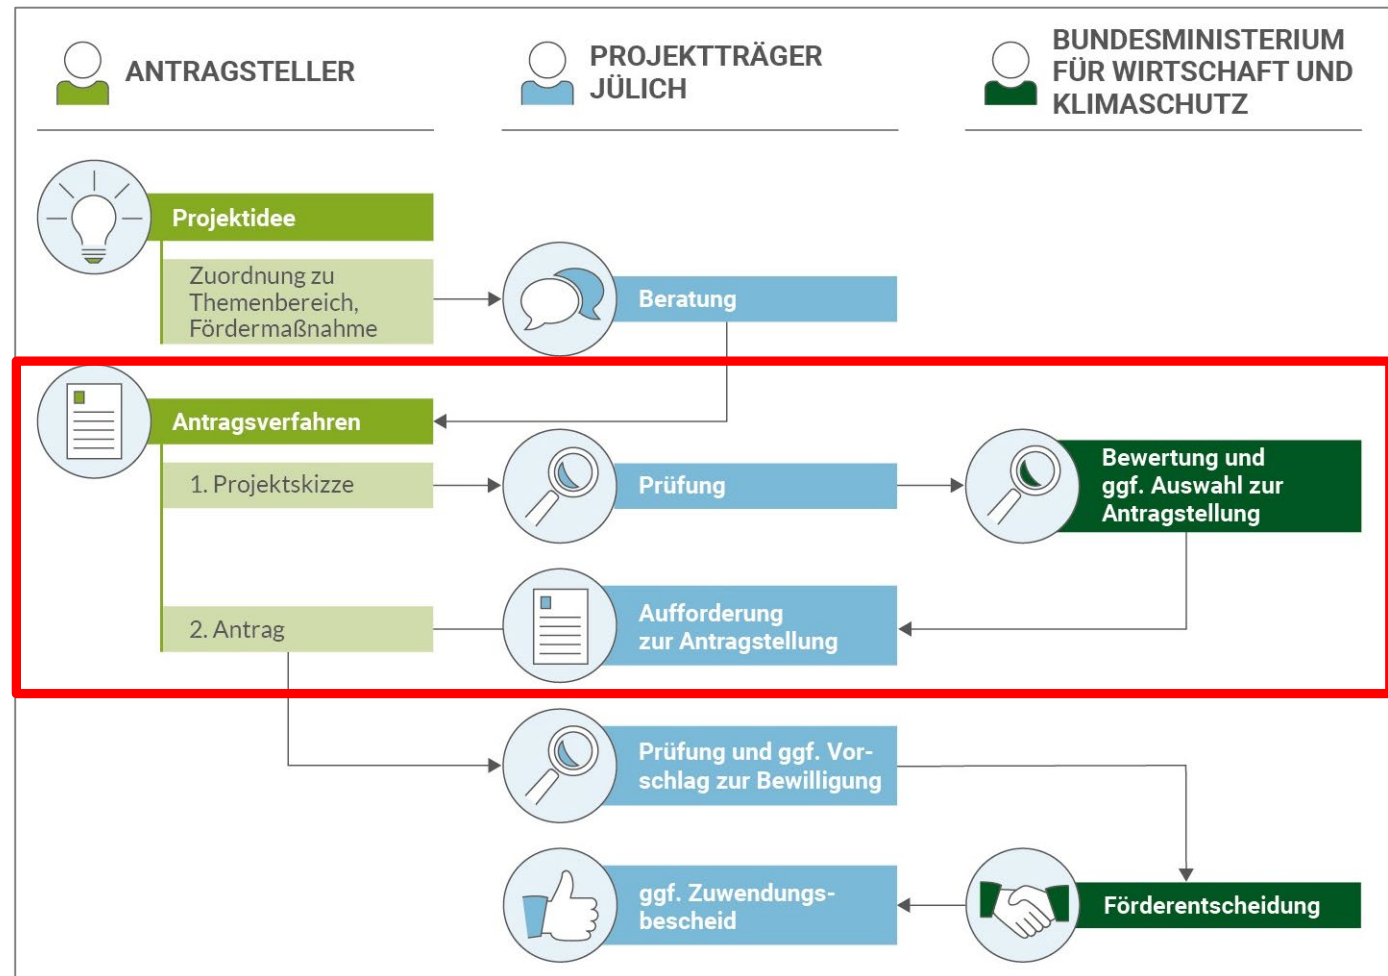 ANTRAGSTELLER
PROJEKTTRÄGER
JÜLICH
BUNDESMINISTERIUM
FÜR WIRTSCHAFT UND
KLIMASCHUTZ
Projektidee
Zuordnung zu
Themenbereich,
Fördermaßnahme
Beratung
Antragsverfahren
1. Projektskizze
Prüfung
Bewertung und
ggf. Auswahl zur
Antragstellung
2. Antrag
Aufforderung
zur Antragstellung
Prüfung und ggf. Vor-
schlag zur Bewilligung
ggf. Zuwendungs-
bescheid
Förderentscheidung